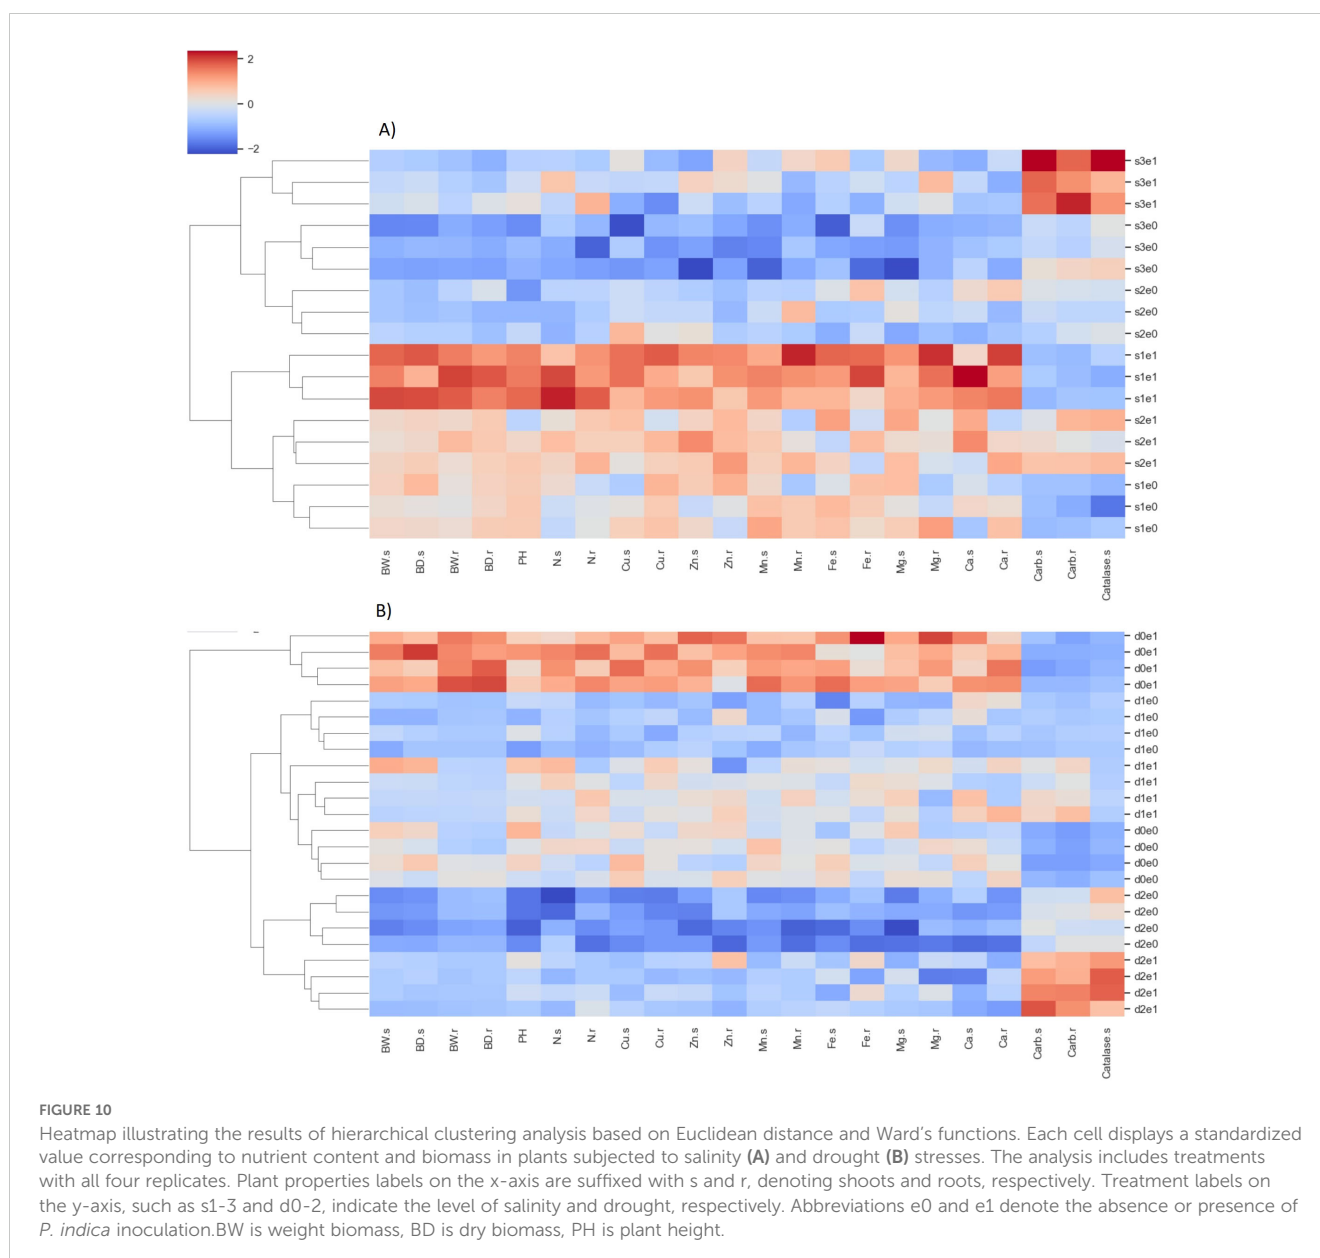 2
0
−2
A)
s3e1
s3e1
s3e1
s3e0
s3e0
s3e0
s2e0
s2e0
s2e0
s1e1
s1e1
s1e1
s2e1
s2e1
s2e1
s1e0
s1e0
s1e0
BW.s BD.s BW.r BD.r PH N.s N.r Cu.s Cu.r Zn.s Zn.r Mn.s Mn.r Fe.s Fe.r Mg.s Mg.r Ca.s Ca.r Carb.s Carb.r Catalase.s
B)
d0e1
d0e1
d0e1
d0e1
d1e0
d1e0
d1e0
d1e0
d1e1
d1e1
d1e1
d1e1
d0e0
d0e0
d0e0
d0e0
d2e0
d2e0
d2e0
d2e0
d2e1
d2e1
d2e1
d2e1
BW.s BD.s BW.r BD.r PH N.s N.r Cu.s Cu.r Zn.s Zn.r Mn.s Mn.r Fe.s Fe.r Mg.s Mg.r Ca.s Ca.r Carb.s Carb.r Catalase.s
FIGURE 10
Heatmap illustrating the results of hierarchical clustering analysis based on Euclidean distance and Ward's functions. Each cell displays a standardized
value corresponding to nutrient content and biomass in plants subjected to salinity (A) and drought (B) stresses. The analysis includes treatments
with all four replicates. Plant properties labels on the x-axis are suffixed with s and r, denoting shoots and roots, respectively. Treatment labels on
the y-axis, such as s1-3 and d0-2, indicate the level of salinity and drought, respectively. Abbreviations e0 and e1 denote the absence or presence of
P. indica inoculation.BW is weight biomass, BD is dry biomass, PH is plant height.